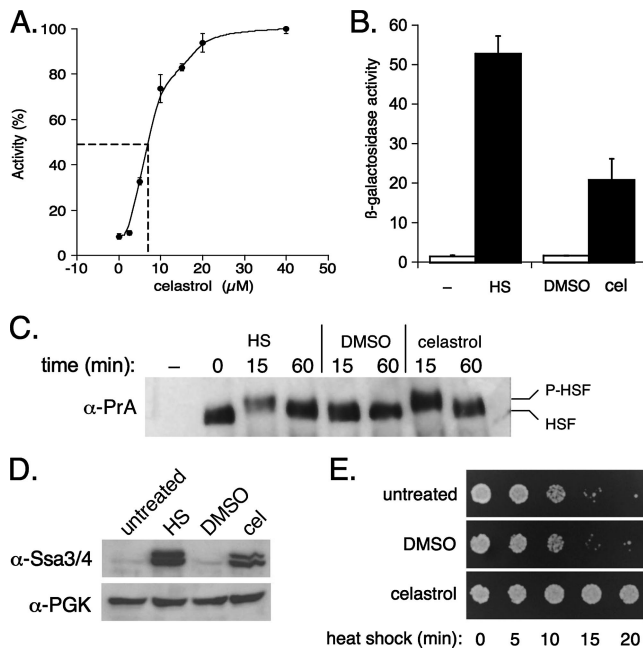 A.
100
80
60
40
20
0
Activity (%)
-10 0 10 20 30 40 50
celastrol (µM)
B.
60
50
40
30
20
10
0
ß-galactosidase activity
– HS DMSO cel
C.
HS DMSO celastrol
time (min): – 0 15 60 15 60 15 60
α-PrA
P-HSF
HSF
D.
untreated HS DMSO cel
α-Ssa3/4
α-PGK
E.
untreated
DMSO
celastrol
heat shock (min): 0 5 10 15 20